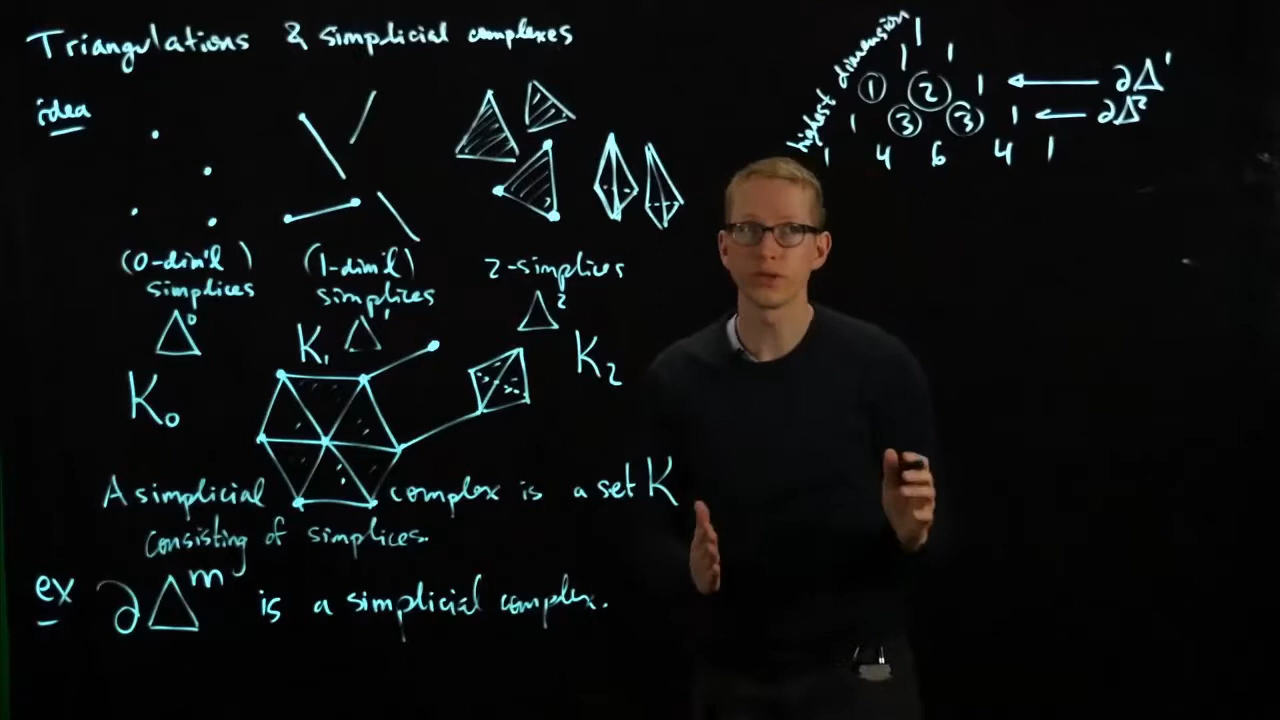 Triangulations & simplicial complexes
idea
(0-dim'l)
simplices
Δ⁰
K₀
(1-dim'l)
simplices
K₁ Δ¹
2-simplices
Δ²
K₂
A simplicial complex is a set K
consisting of simplices.
ex ∂Δᵐ is a simplicial complex.
highest dimension
1
1 1
1 2 1 ← ∂Δ¹
1 3 3 1 ← ∂Δ²
1 4 6 4 1